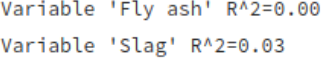 Variable 'Fly ash' R^2=0.00
Variable 'Slag' R^2=0.03